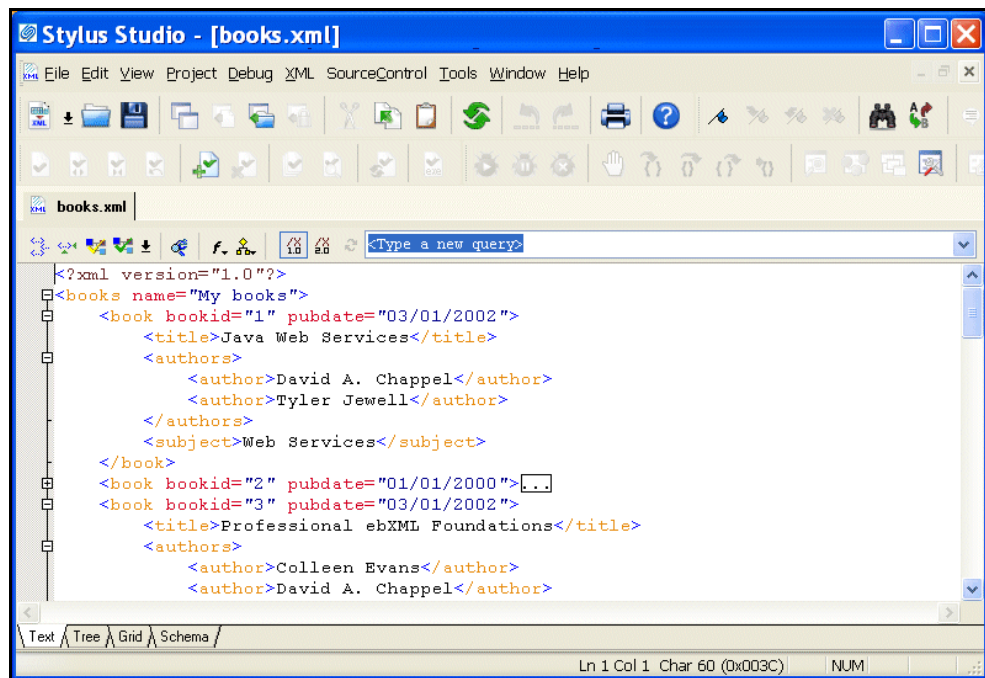 Stylus Studio - [books.xml]
File Edit View Project Debug XML SourceControl Tools Window Help
books.xml
<Type a new query>
<?xml version="1.0"?>
<books name="My books">
<book bookid="1" pubdate="03/01/2002">
<title>Java Web Services</title>
<authors>
<author>David A. Chappel</author>
<author>Tyler Jewell</author>
</authors>
<subject>Web Services</subject>
</book>
<book bookid="2" pubdate="01/01/2000">...
<book bookid="3" pubdate="03/01/2002">
<title>Professional ebXML Foundations</title>
<authors>
<author>Colleen Evans</author>
<author>David A. Chappel</author>
Text Tree Grid Schema
Ln 1 Col 1 Char 60 (0x003C) NUM